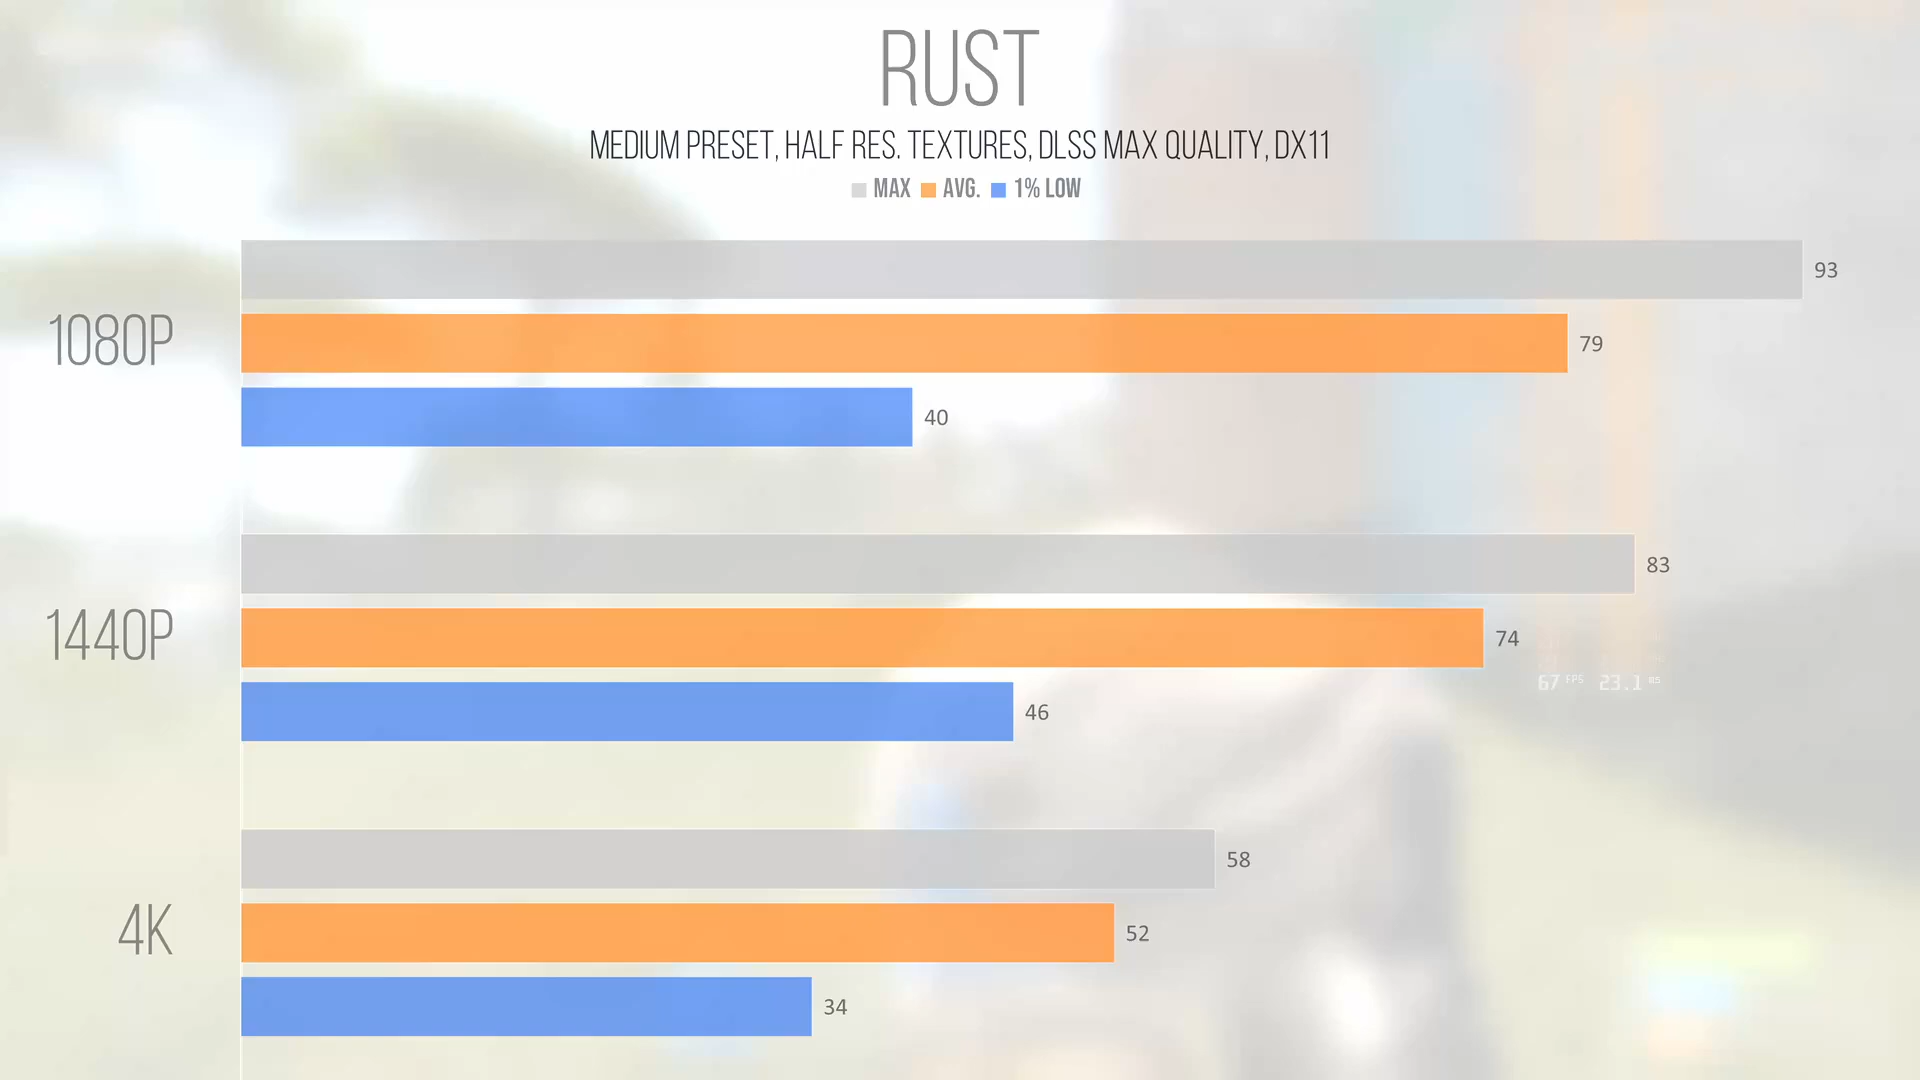 RUST
MEDIUM PRESET, HALF RES. TEXTURES, DLSS MAX QUALITY, DX11
MAX AVG. 1% LOW
93
1080P 79
40
83
1440P 74
67 FPS 23.1 ms
46
58
4K 52
34